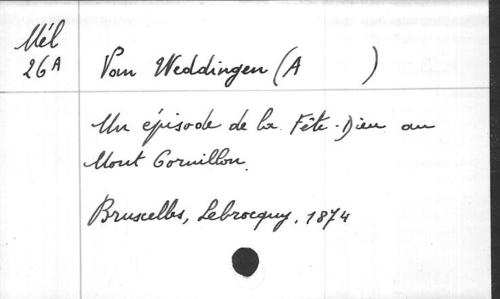 Mél
26A
Van Weddingen (A )
Un épisode de la Fête-Dieu au
Mont Cornillon.
Bruxelles, Lebrocquy, 1874